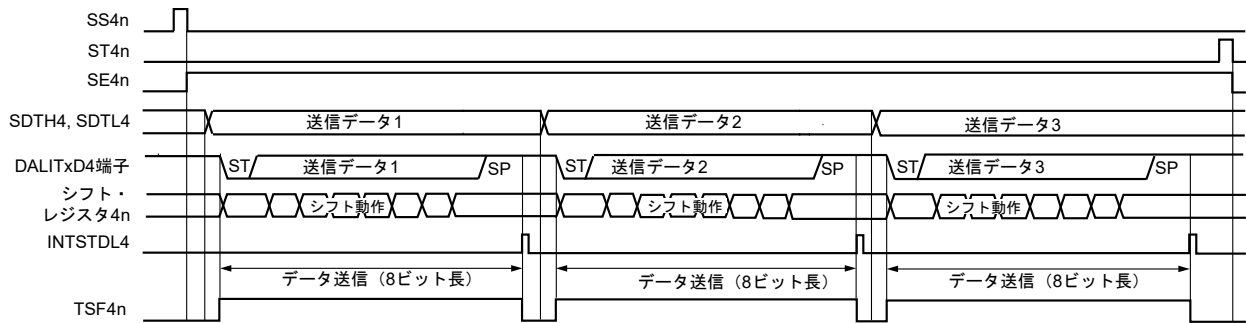 SS4n
ST4n
SE4n
SDTH4, SDTL4 送信データ1 送信データ2 送信データ3
DALITxD4端子 ST 送信データ1 SP ST 送信データ2 SP ST 送信データ3 SP
シフト・
レジスタ4n シフト動作 シフト動作 シフト動作
INTSTDL4
データ送信（8ビット長） データ送信（8ビット長） データ送信（8ビット長）
TSF4n